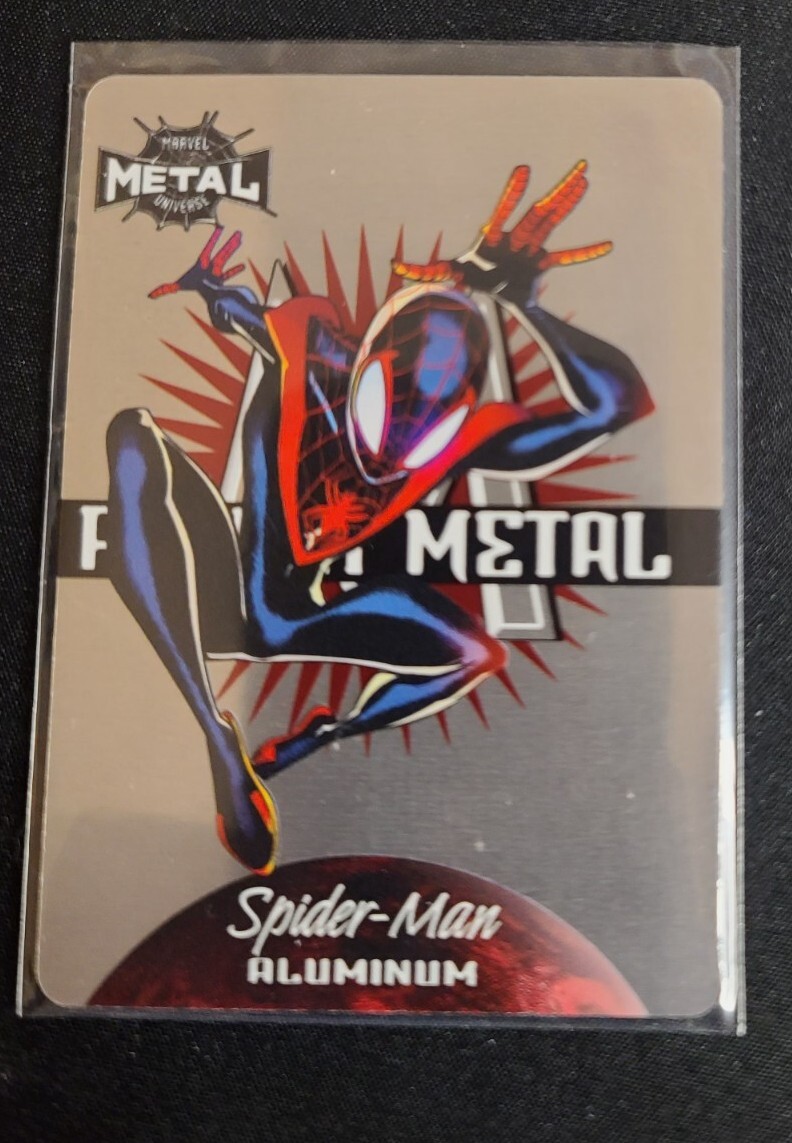 MARVEL
METAL
UNIVERSE
METAL
Spider-Man
ALUMINUM